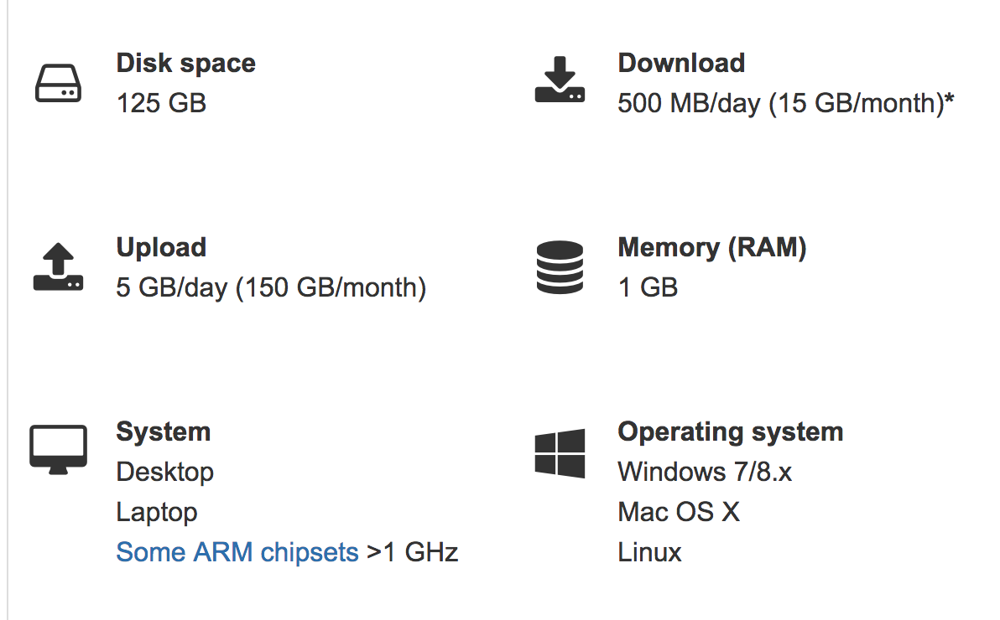 Disk space
125 GB
Download
500 MB/day (15 GB/month)*
Upload
5 GB/day (150 GB/month)
Memory (RAM)
1 GB
System
Desktop
Laptop
Some ARM chipsets >1 GHz
Operating system
Windows 7/8.x
Mac OS X
Linux